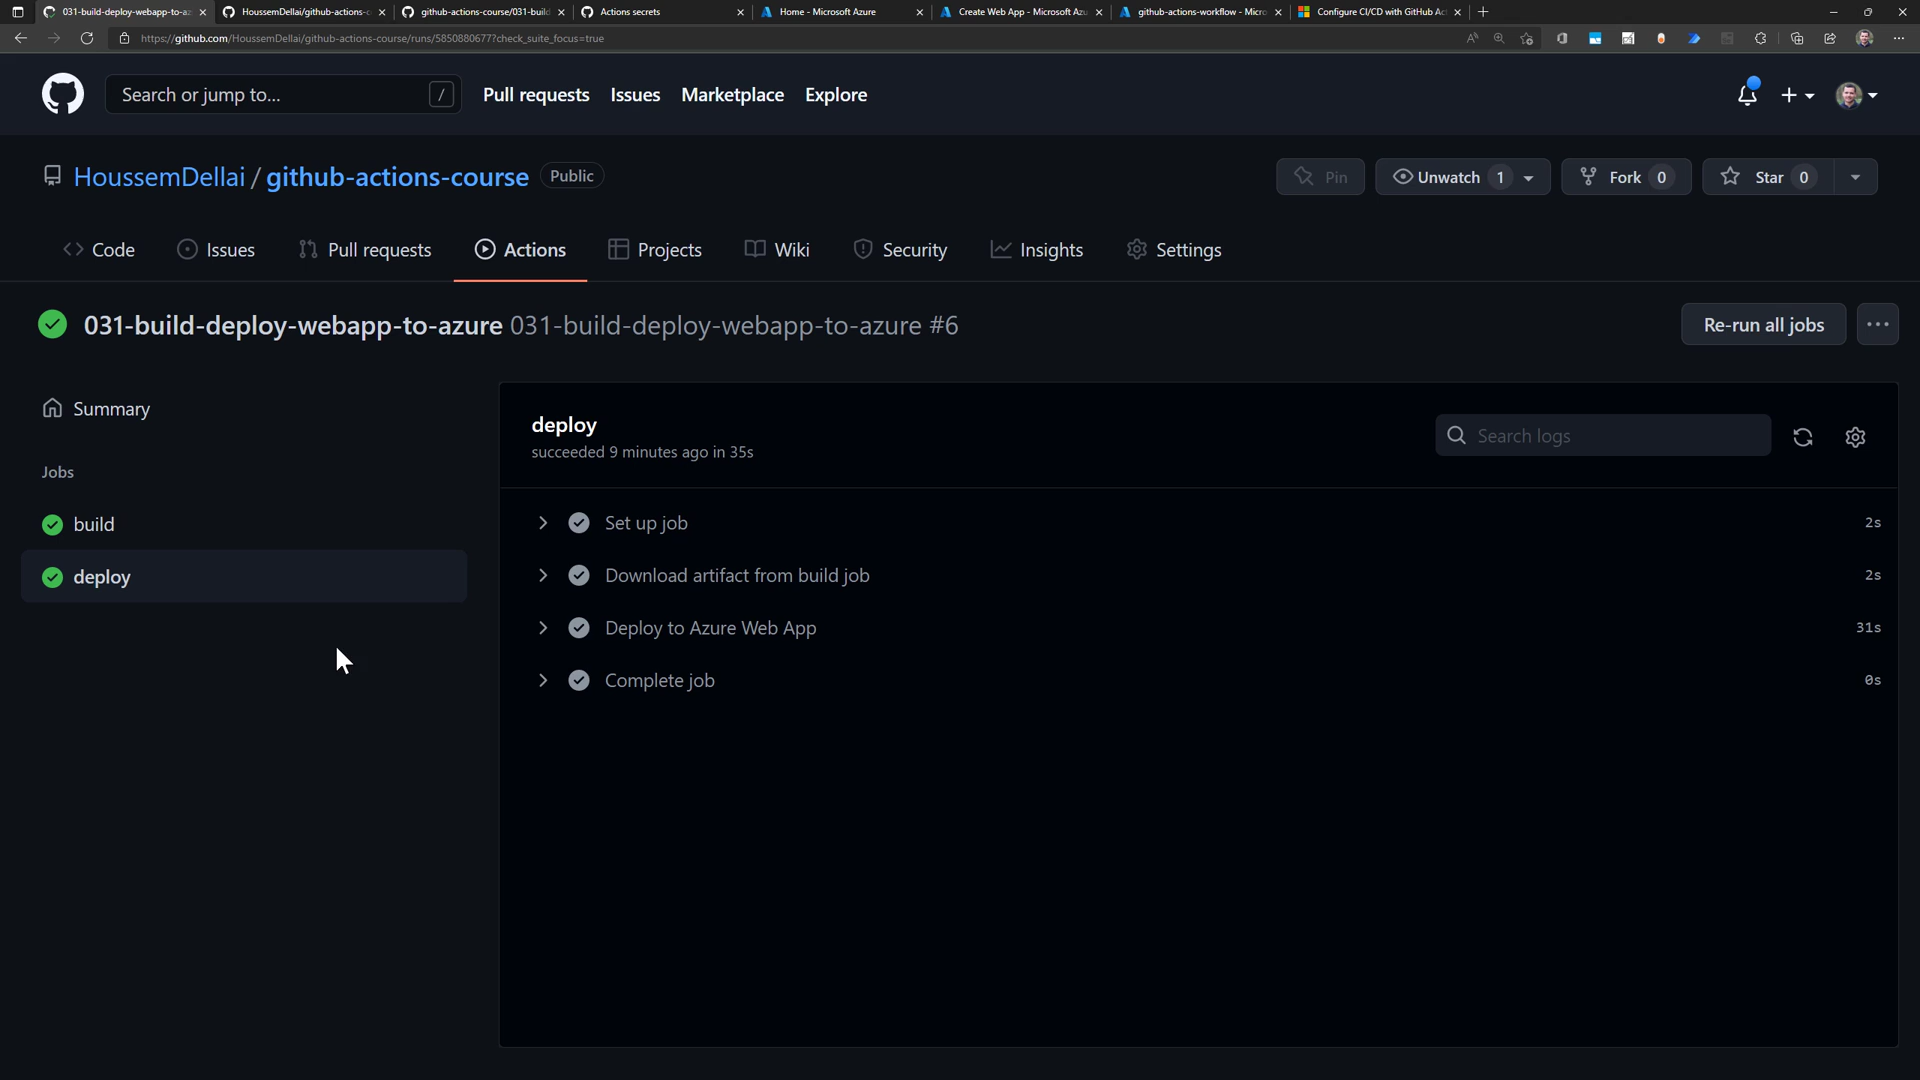 031-build-deploy-webapp-to-az
HoussemDellai/github-actions-c
github-actions-course/031-build
Actions secrets
Home - Microsoft Azure
Create Web App - Microsoft Azu
github-actions-workflow - Micro
Configure CI/CD with GitHub Ac
https://github.com/HoussemDellai/github-actions-course/runs/5850880677?check_suite_focus=true
Search or jump to...
/
Pull requests
Issues
Marketplace
Explore
HoussemDellai / github-actions-course
Public
Pin
Unwatch 1
Fork 0
Star 0
Code
Issues
Pull requests
Actions
Projects
Wiki
Security
Insights
Settings
031-build-deploy-webapp-to-azure 031-build-deploy-webapp-to-azure #6
Re-run all jobs
Summary
Jobs
build
deploy
deploy
succeeded 9 minutes ago in 35s
Search logs
Set up job 2s
Download artifact from build job 2s
Deploy to Azure Web App 31s
Complete job 0s